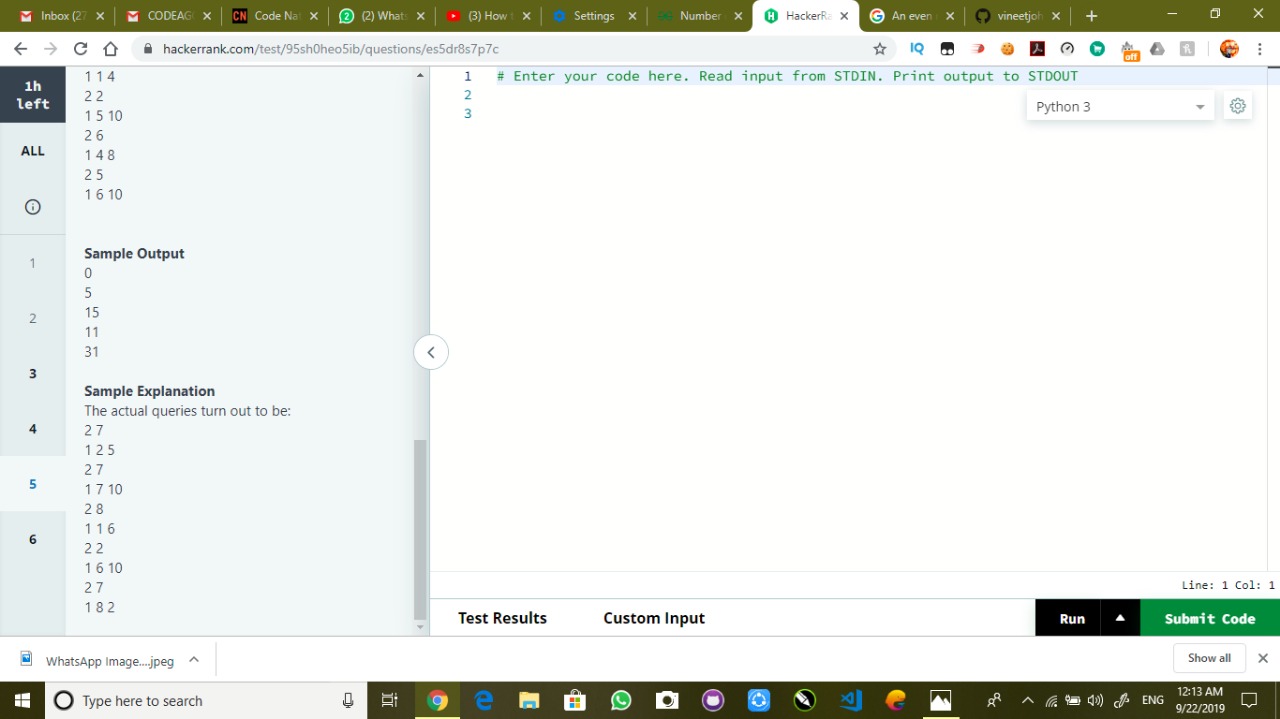 Inbox (27
CODEAG
Code Nat
(2) Whats
(3) How t
Settings
Number
HackerRa
An even
vineetjoh
hackerrank.com/test/95sh0heo5ib/questions/es5dr8s7p7c
IQ
off
1h
left
ALL
1
2
3
4
5
6
1 1 4
2 2
1 5 10
2 6
1 4 8
2 5
1 6 10
Sample Output
0
5
15
11
31
Sample Explanation
The actual queries turn out to be:
2 7
1 2 5
2 7
1 7 10
2 8
1 1 6
2 2
1 6 10
2 7
1 8 2
1 # Enter your code here. Read input from STDIN. Print output to STDOUT
2
3
Python 3
Line: 1 Col: 1
Test Results
Custom Input
Run
Submit Code
WhatsApp Image....jpeg
Show all
Type here to search
ENG
12:13 AM
9/22/2019